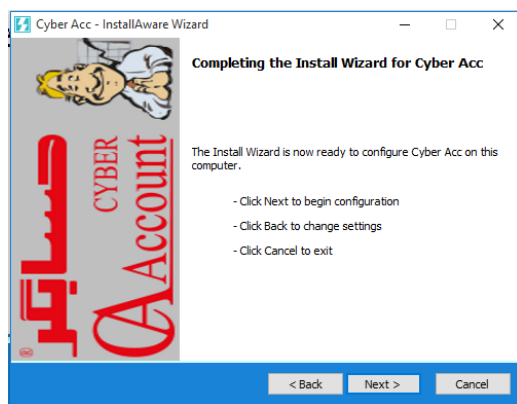 Cyber Acc - InstallAware Wizard
Completing the Install Wizard for Cyber Acc
The Install Wizard is now ready to configure Cyber Acc on this
computer.
- Click Next to begin configuration
- Click Back to change settings
- Click Cancel to exit
CYBER
Account
< Back
Next >
Cancel